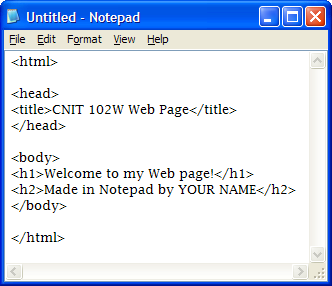 Untitled - Notepad
File Edit Format View Help
<html>
<head>
<title>CNIT 102W Web Page</title>
</head>
<body>
<h1>Welcome to my Web page!</h1>
<h2>Made in Notepad by YOUR NAME</h2>
</body>
</html>